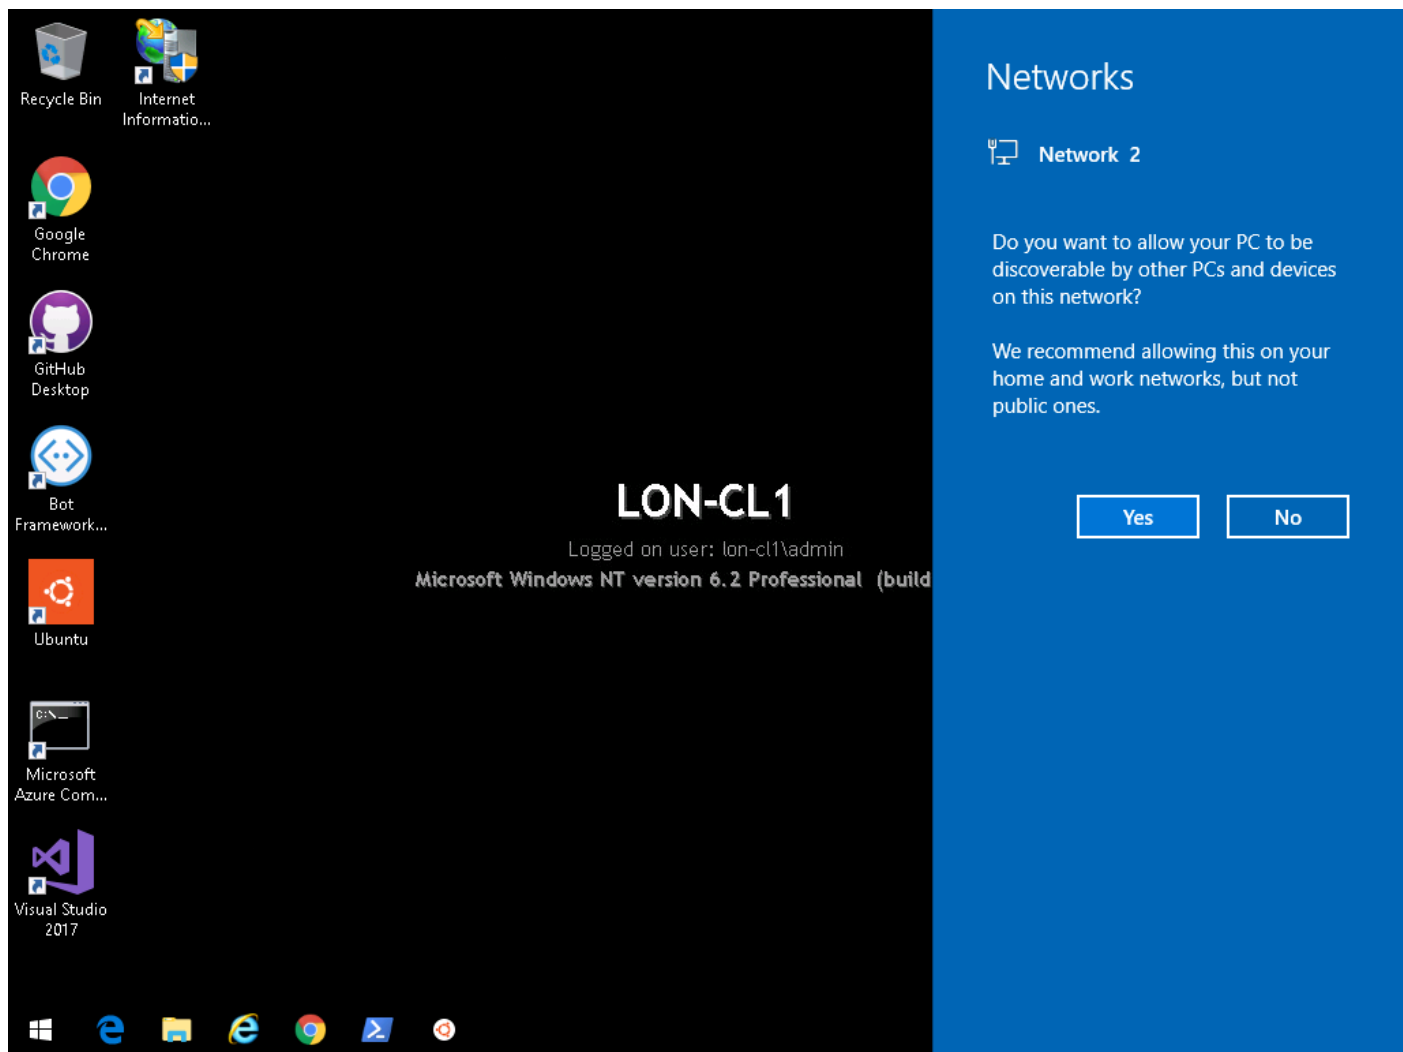 Recycle Bin
Internet
Informatio...
Google
Chrome
GitHub
Desktop
Bot
Framework...
Ubuntu
C:\_
Microsoft
Azure Com...
Visual Studio
2017
LON-CL1
Logged on user: lon-cl1\admin
Microsoft Windows NT version 6.2 Professional (build
Networks
Network 2
Do you want to allow your PC to be
discoverable by other PCs and devices
on this network?
We recommend allowing this on your
home and work networks, but not
public ones.
Yes
No